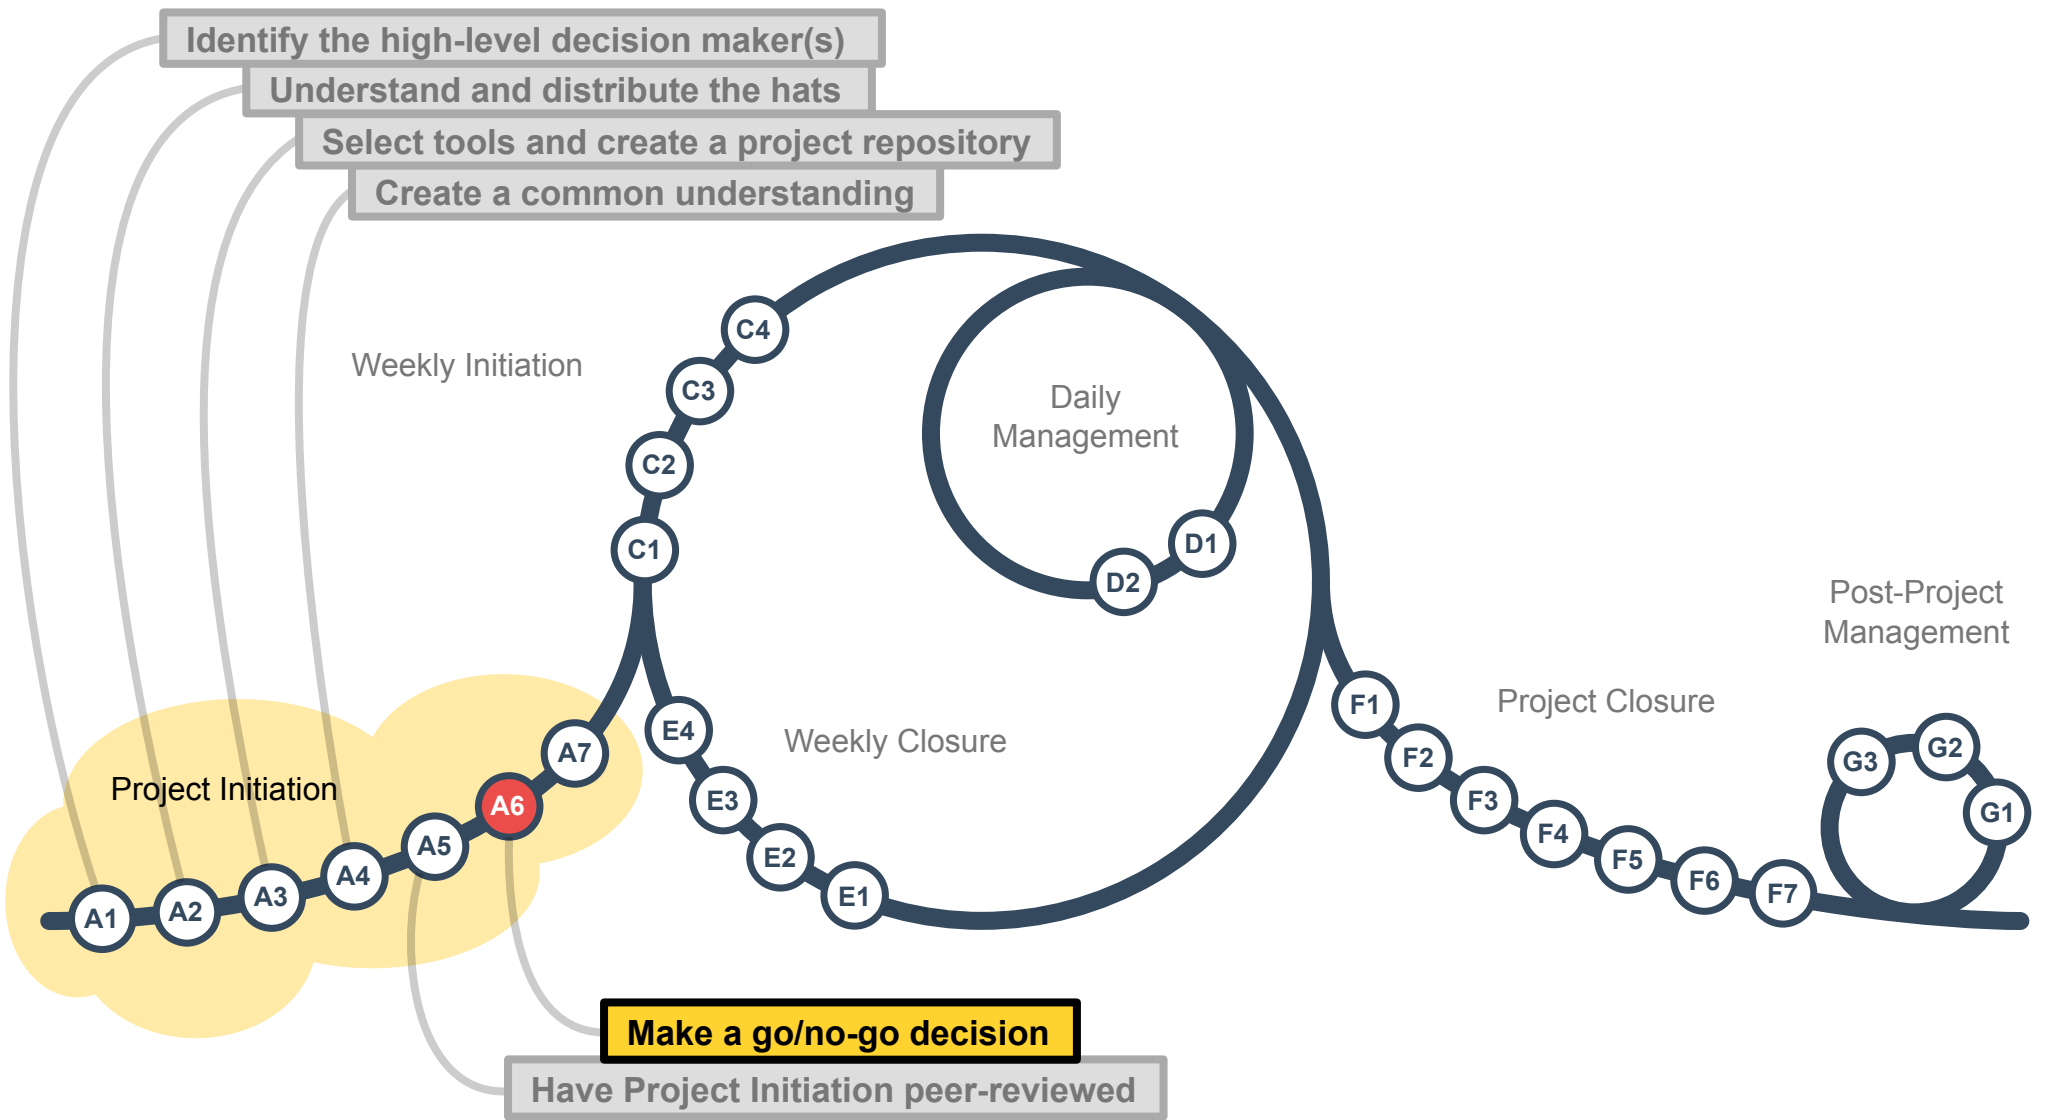 Identify the high-level decision maker(s)
Understand and distribute the hats
Select tools and create a project repository
Create a common understanding
C4
Weekly Initiation
C3
Daily
Management
C2
C1
D1
D2
Post-Project
Management
E4
Weekly Closure
F1
Project Closure
A7
F2
G3
G2
Project Initiation
A6
E3
F3
G1
A5
E2
F4
A4
E1
F5
A3
F6
A2
F7
A1
Make a go/no-go decision
Have Project Initiation peer-reviewed